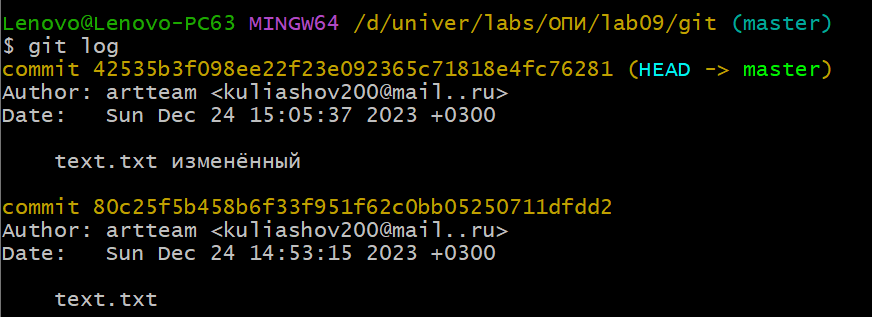 Lenovo@Lenovo-PC63 MINGW64 /d/univer/labs/ОПИ/lab09/git (master)
$ git log
commit 42535b3f098ee22f23e092365c71818e4fc76281 (HEAD -> master)
Author: artteam <kuliashov200@mail..ru>
Date:   Sun Dec 24 15:05:37 2023 +0300
text.txt изменённый
commit 80c25f5b458b6f33f951f62c0bb05250711dfdd2
Author: artteam <kuliashov200@mail..ru>
Date:   Sun Dec 24 14:53:15 2023 +0300
text.txt